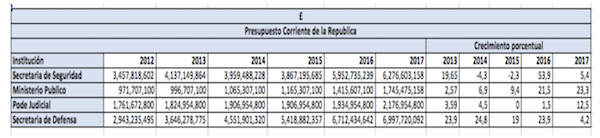 £
Presupuesto Corriente de la Republica
Crecimiento porcentual
Institución 2012 2013 2014 2015 2016 2017 2013 2014 2015 2016 2017
Secretaria de Seguridad 3,457,818,602 4,137,149,864 3,959,488,228 3,867,195,685 5,952,735,239 6,276,603,158 19,65 -4,3 -2,3 53,9 5,4
Ministerio Publico 971,707,100 996,707,100 1,065,307,100 1,165,307,100 1,415,607,100 1,745,475,158 2,57 6,9 9,4 21,5 23,3
Pode Judicial 1,761,672,800 1,824,954,800 1,906,954,800 1,906,954,800 1,934,954,800 2,176,954,800 3,59 4,5 0 1,5 12,5
Secretaria de Defensa 2,943,235,495 3,646,278,775 4,551,901,320 5,418,882,357 6,712,434,642 6,997,720,092 23,9 24,8 19 23,9 4,2